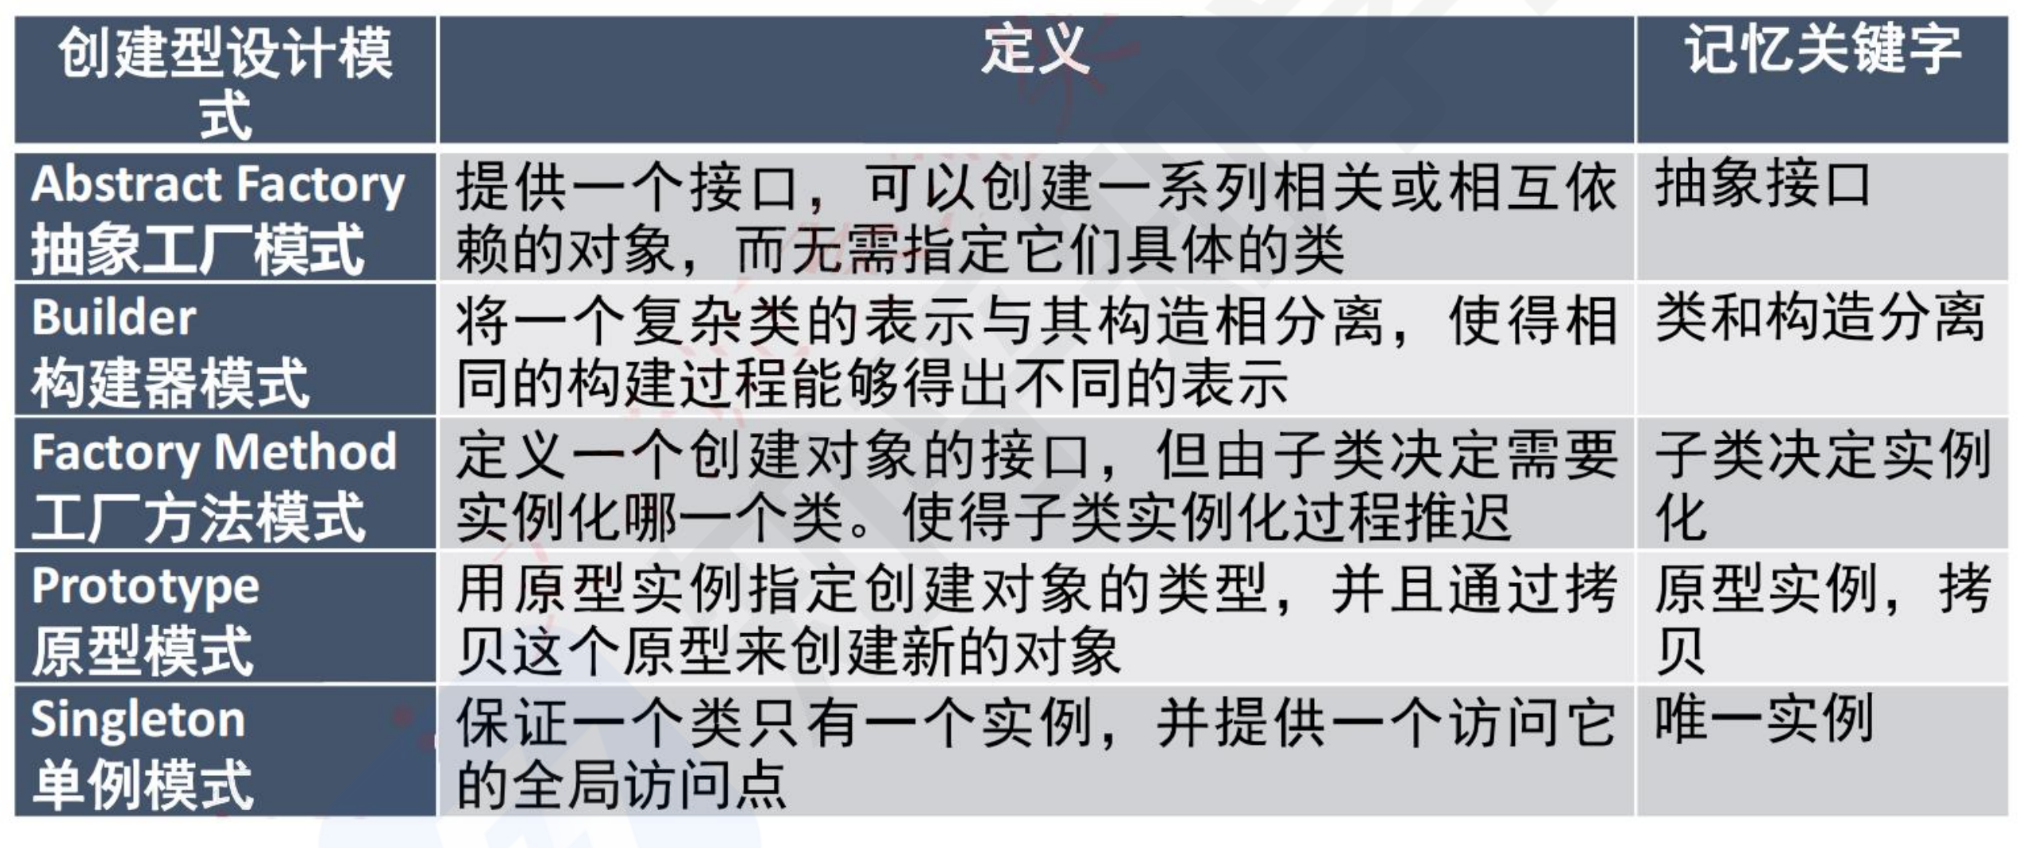 创建型设计模
式
定义
记忆关键字
Abstract Factory
抽象工厂模式
提供一个接口，可以创建一系列相关或相互依
赖的对象，而无需指定它们具体的类
抽象接口
Builder
构建器模式
将一个复杂类的表示与其构造相分离，使得相
同的构建过程能够得出不同的表示
类和构造分离
Factory Method
工厂方法模式
定义一个创建对象的接口，但由子类决定需要
实例化哪一个类。使得子类实例化过程推迟
子类决定实例
化
Prototype
原型模式
用原型实例指定创建对象的类型，并且通过拷
贝这个原型来创建新的对象
原型实例，拷
贝
Singleton
单例模式
保证一个类只有一个实例，并提供一个访问它
的全局访问点
唯一实例